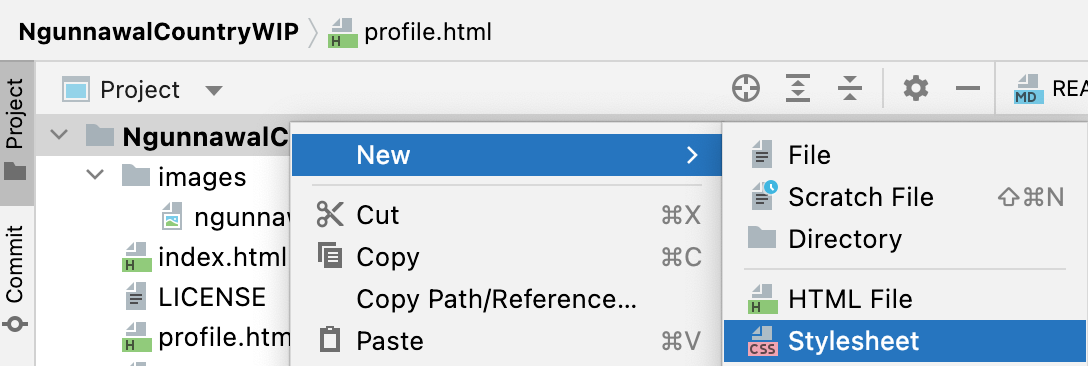 NgunnawalCountryWIP profile.html
Project
Project
MD REA
NgunnawalC
New
File
images
Scratch File ⇧⌘N
ngunnaw
Cut ⌘X
Directory
index.html
Copy ⌘C
LICENSE
Copy Path/Reference...
HTML File
profile.htm
Paste ⌘V
CSS Stylesheet
Commit